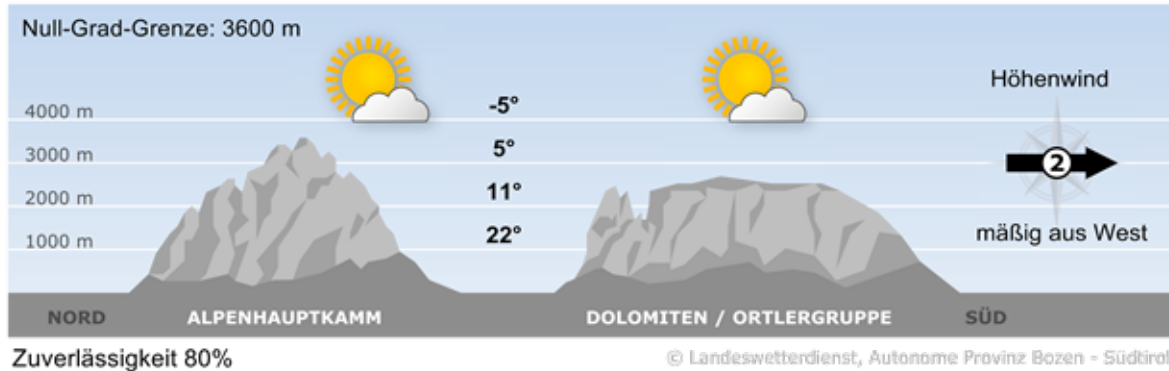 Null-Grad-Grenze: 3600 m
Höhenwind
4000 m
-5°
3000 m
5°
2
2000 m
11°
1000 m
22°
mäßig aus West
NORD
ALPENHAUPTKAMM
DOLOMITEN / ORTLERGRUPPE
SÜD
Zuverlässigkeit 80%
© Landeswetterdienst, Autonome Provinz Bozen - Südtirol